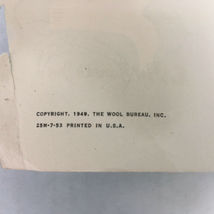 COPYRIGHT, 1949, THE WOOL BUREAU, INC.
25M-7-53 PRINTED IN U.S.A.